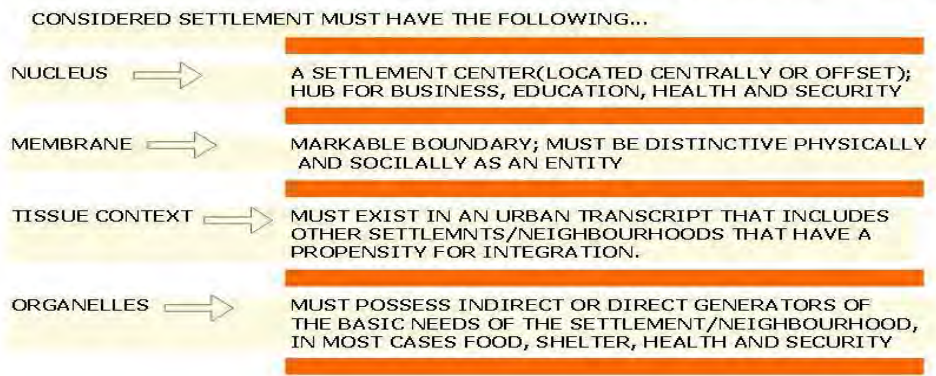 CONSIDERED SETTLEMENT MUST HAVE THE FOLLOWING...
NUCLEUS
A SETTLEMENT CENTER(LOCATED CENTRALLY OR OFFSET);
HUB FOR BUSINESS, EDUCATION, HEALTH AND SECURITY
MEMBRANE
MARKABLE BOUNDARY; MUST BE DISTINCTIVE PHYSICALLY
AND SOCILALLY AS AN ENTITY
TISSUE CONTEXT
MUST EXIST IN AN URBAN TRANSCRIPT THAT INCLUDES
OTHER SETTLEMNTS/NEIGHBOURHOODS THAT HAVE A
PROPENSITY FOR INTEGRATION.
ORGANELLES
MUST POSSESS INDIRECT OR DIRECT GENERATORS OF
THE BASIC NEEDS OF THE SETTLEMENT/NEIGHBOURHOOD,
IN MOST CASES FOOD, SHELTER, HEALTH AND SECURITY